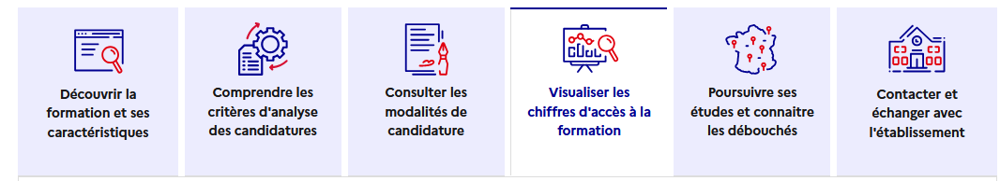 Découvrir la
formation et ses
caractéristiques
Comprendre les
critères d'analyse
des candidatures
Consulter les
modalités de
candidature
Visualiser les
chiffres d'accès à la
formation
Poursuivre ses
études et connaitre
les débouchés
Contacter et
échanger avec
l'établissement